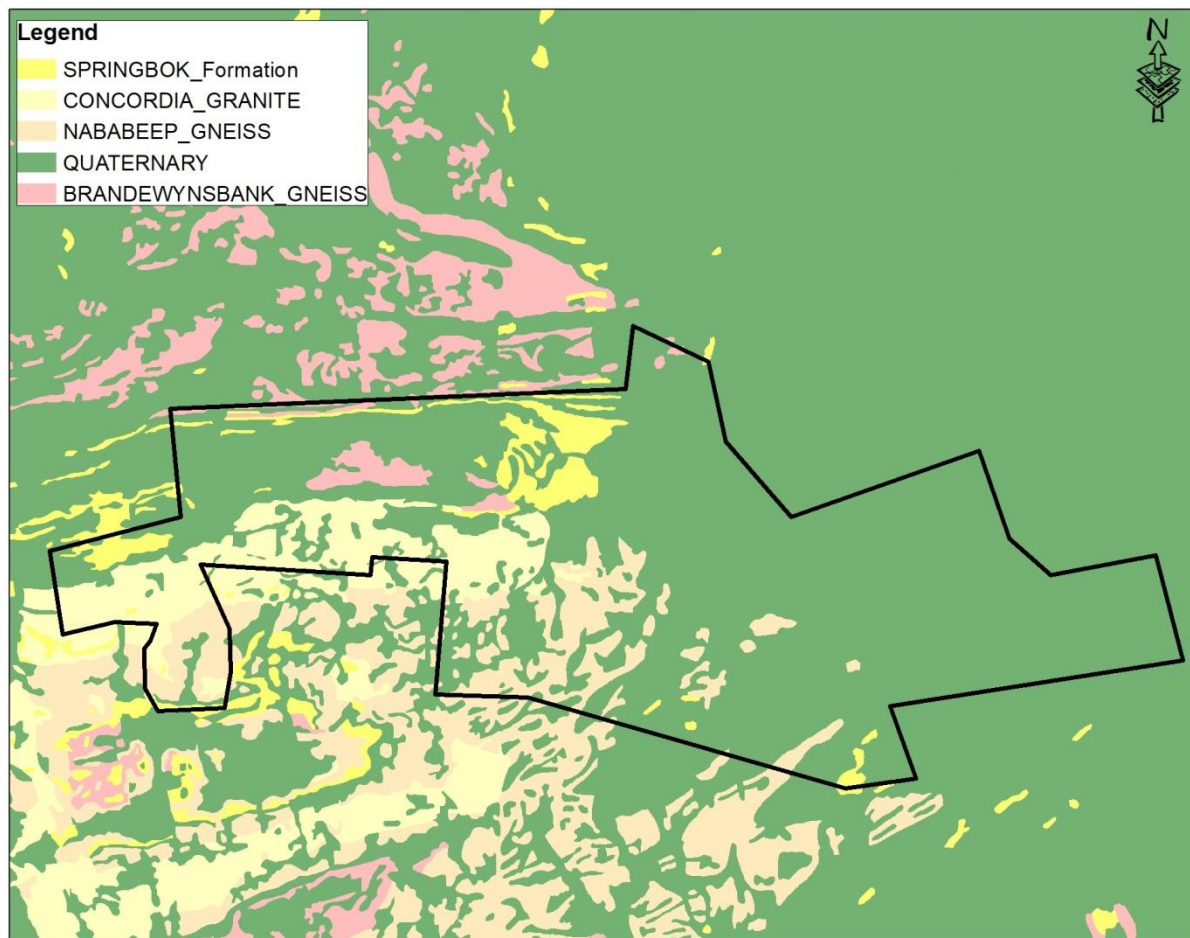 Legend
SPRINGBOK_Formation
CONCORDIA_GRANITE
NABABEEP_GNEISS
QUATERNARY
BRANDEWYNSBANK_GNEISS
N